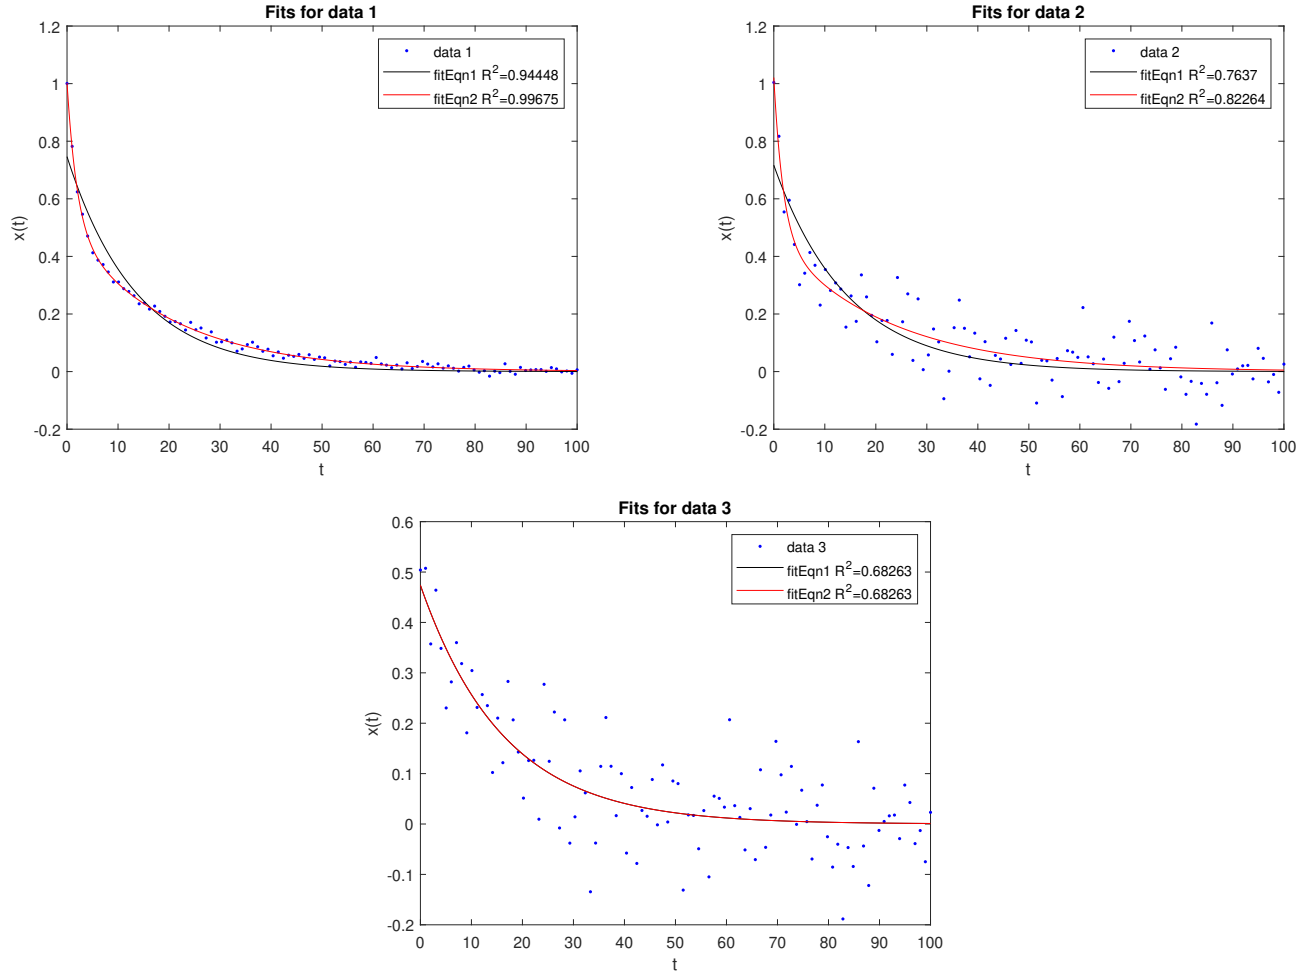 Fits for data 1
1.2
1
0.8
0.6
0.4
0.2
0
-0.2
x(t)
data 1
fitEqn1 R²=0.94448
fitEqn2 R²=0.99675
0 10 20 30 40 50 60 70 80 90 100
t
Fits for data 2
1.2
1
0.8
0.6
0.4
0.2
0
-0.2
x(t)
data 2
fitEqn1 R²=0.7637
fitEqn2 R²=0.82264
0 10 20 30 40 50 60 70 80 90 100
t
Fits for data 3
0.6
0.5
0.4
0.3
0.2
0.1
0
-0.1
-0.2
x(t)
data 3
fitEqn1 R²=0.68263
fitEqn2 R²=0.68263
0 10 20 30 40 50 60 70 80 90 100
t